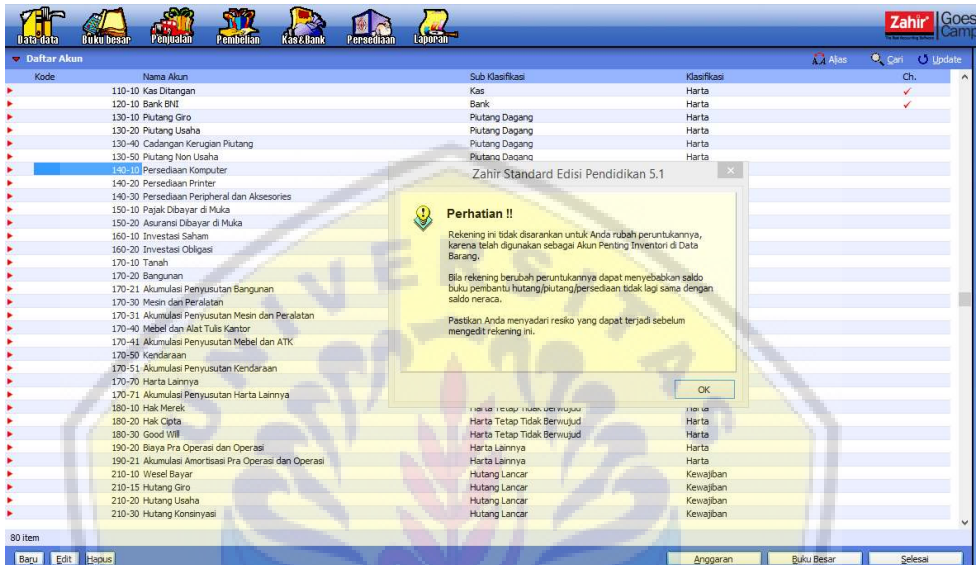 Data-data Buku besar Penjualan Pembelian Kas & Bank Persediaan Laporan
Zahir Goes
Camp
Daftar Akun Alias Cari Update
Kode Nama Akun Sub Klasifikasi Klasifikasi Ch.
110-10 Kas Ditangan Kas Harta
120-10 Bank BNI Bank Harta
130-10 Piutang Giro Piutang Dagang Harta
130-20 Piutang Usaha Piutang Dagang Harta
130-40 Cadangan Kerugian Piutang Piutang Dagang Harta
130-50 Piutang Non Usaha Piutang Dagang Harta
140-10 Persediaan Komputer
140-20 Persediaan Printer
140-30 Persediaan Peripheral dan Aksesories
150-10 Pajak Dibayar di Muka
150-20 Asuransi Dibayar di Muka
160-10 Investasi Saham
160-20 Investasi Obligasi
170-10 Tanah
170-20 Bangunan
170-21 Akumulasi Penyusutan Bangunan
170-30 Mesin dan Peralatan
170-31 Akumulasi Penyusutan Mesin dan Peralatan
170-40 Mebel dan Alat Tulis Kantor
170-41 Akumulasi Penyusutan Mebel dan ATK
170-50 Kendaraan
170-51 Akumulasi Penyusutan Kendaraan
170-70 Harta Lainnya
170-71 Akumulasi Penyusutan Harta Lainnya
180-10 Hak Merek Harta Tetap Tidak Berwujud Harta
180-20 Hak Cipta Harta Tetap Tidak Berwujud Harta
180-30 Good Will Harta Tetap Tidak Berwujud Harta
190-20 Biaya Pra Operasi dan Operasi Harta Lainnya Harta
190-21 Akumulasi Amortisasi Pra Operasi dan Operasi Harta Lainnya Harta
210-10 Wesel Bayar Hutang Lancar Kewajiban
210-15 Hutang Giro Hutang Lancar Kewajiban
210-20 Hutang Usaha Hutang Lancar Kewajiban
210-30 Hutang Konsinyasi Hutang Lancar Kewajiban
Zahir Standard Edisi Pendidikan 5.1
Perhatian !!
Rekening ini tidak disarankan untuk Anda rubah peruntukannya,
karena telah digunakan sebagai Akun Penting Inventori di Data
Barang.
Bila rekening berubah peruntukannya dapat menyebabkan saldo
buku pembantu hutang/piutang/persediaan tidak lagi sama dengan
saldo neraca.
Pastikan Anda menyadari resiko yang dapat terjadi sebelum
mengedit rekening ini.
OK
80 item
Baru Edit Hapus Anggaran Buku Besar Selesai
UNIVERSITAS